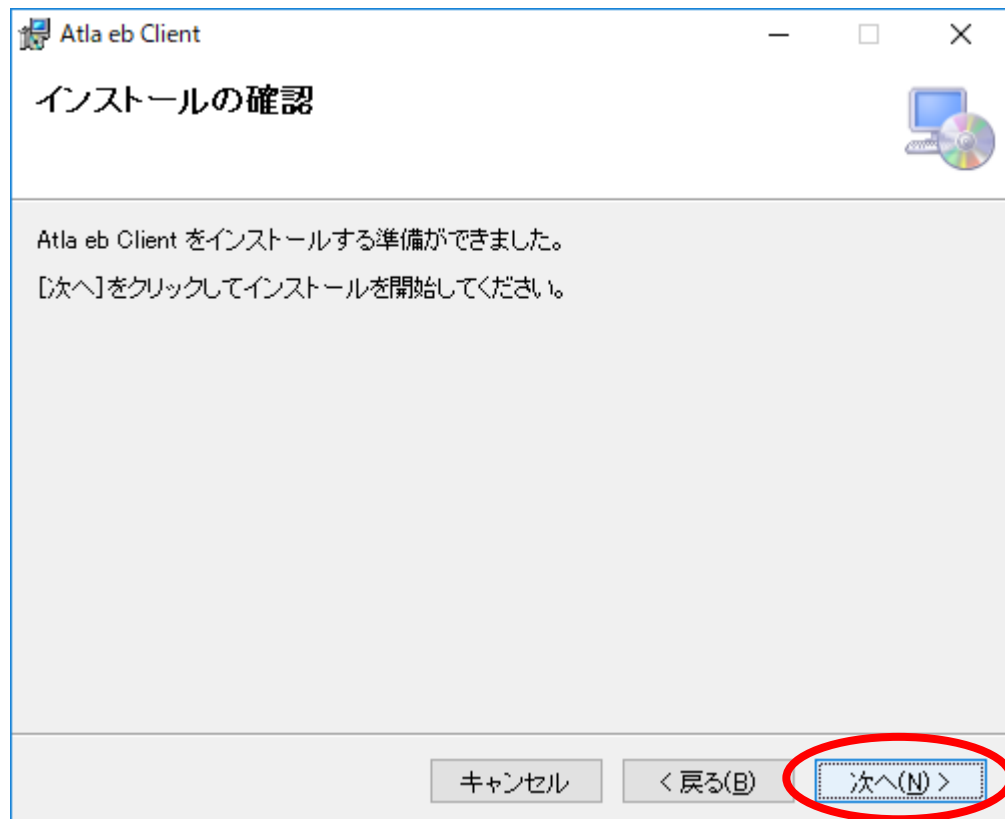 Atla eb Client
インストールの確認
Atla eb Client をインストールする準備ができました。
[次へ]をクリックしてインストールを開始してください。
キャンセル
< 戻る(B)
次へ(N) >